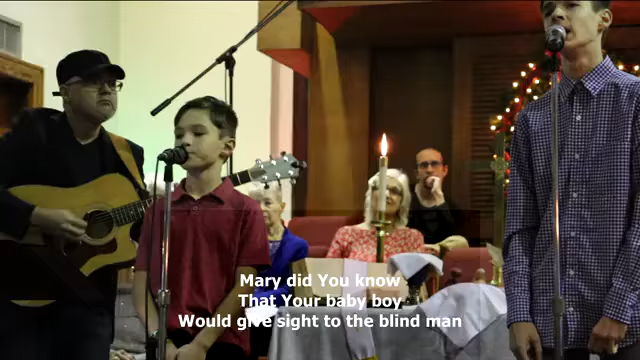 Mary did You know
That Your baby boy
Would give sight to the blind man